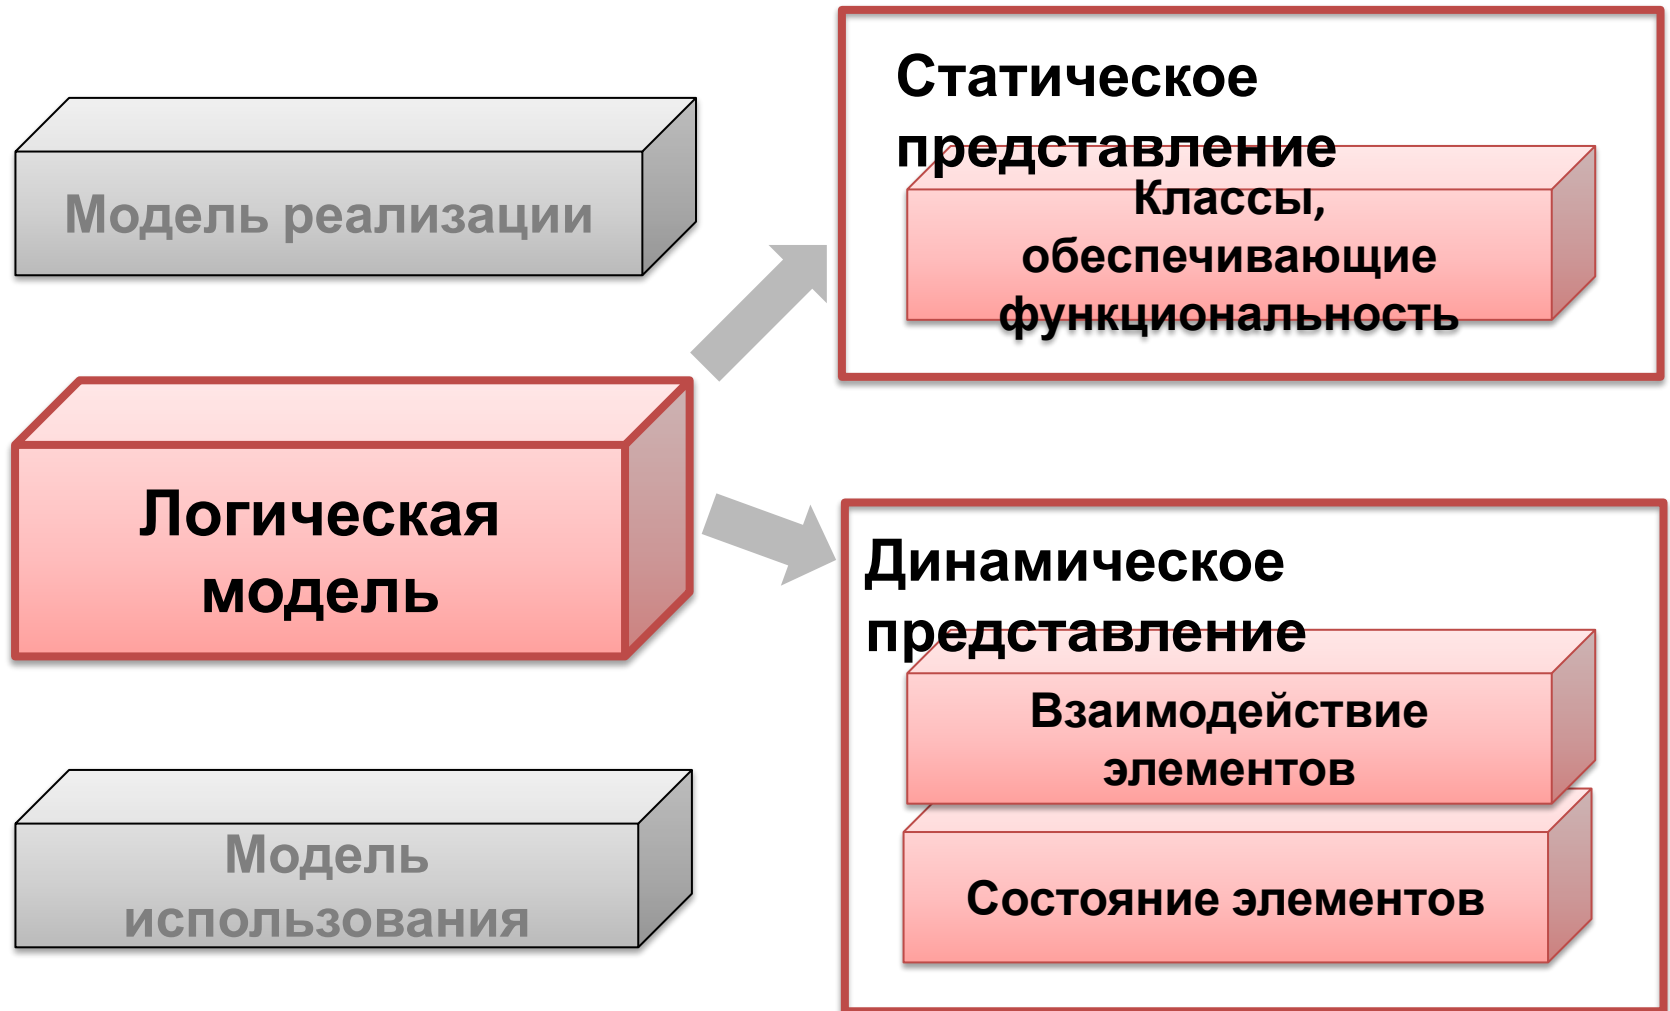 Модель реализации
Логическая
модель
Модель
использования
Статическое
представление
Классы,
обеспечивающие
функциональность
Динамическое
представление
Взаимодействие
элементов
Состояние элементов